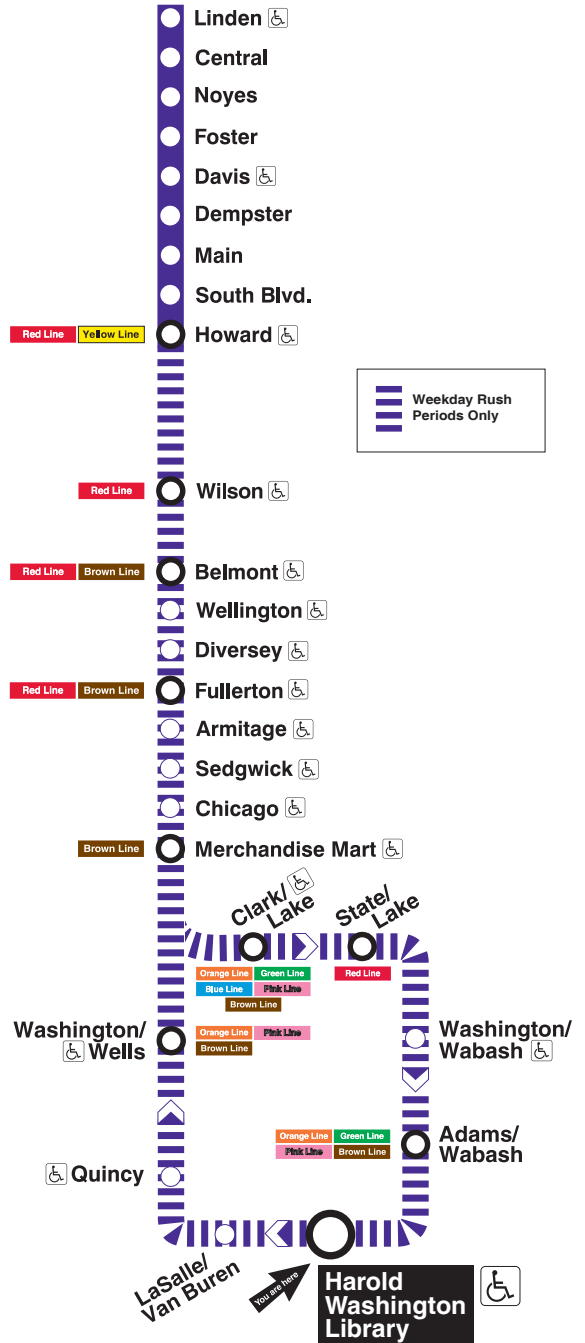 Linden
Central
Noyes
Foster
Davis
Dempster
Main
South Blvd.
Red Line
Yellow Line
Howard
Weekday Rush
Periods Only
Red Line
Wilson
Red Line
Brown Line
Belmont
Wellington
Diversey
Red Line
Brown Line
Fullerton
Armitage
Sedgwick
Chicago
Brown Line
Merchandise Mart
Clark/
Lake
State/
Lake
Orange Line
Green Line
Blue Line
Pink Line
Brown Line
Red Line
Washington/
Wells
Orange Line
Pink Line
Brown Line
Washington/
Wabash
Orange Line
Green Line
Pink Line
Brown Line
Adams/
Wabash
Quincy
LaSalle/
Van Buren
You are here
Harold
Washington
Library